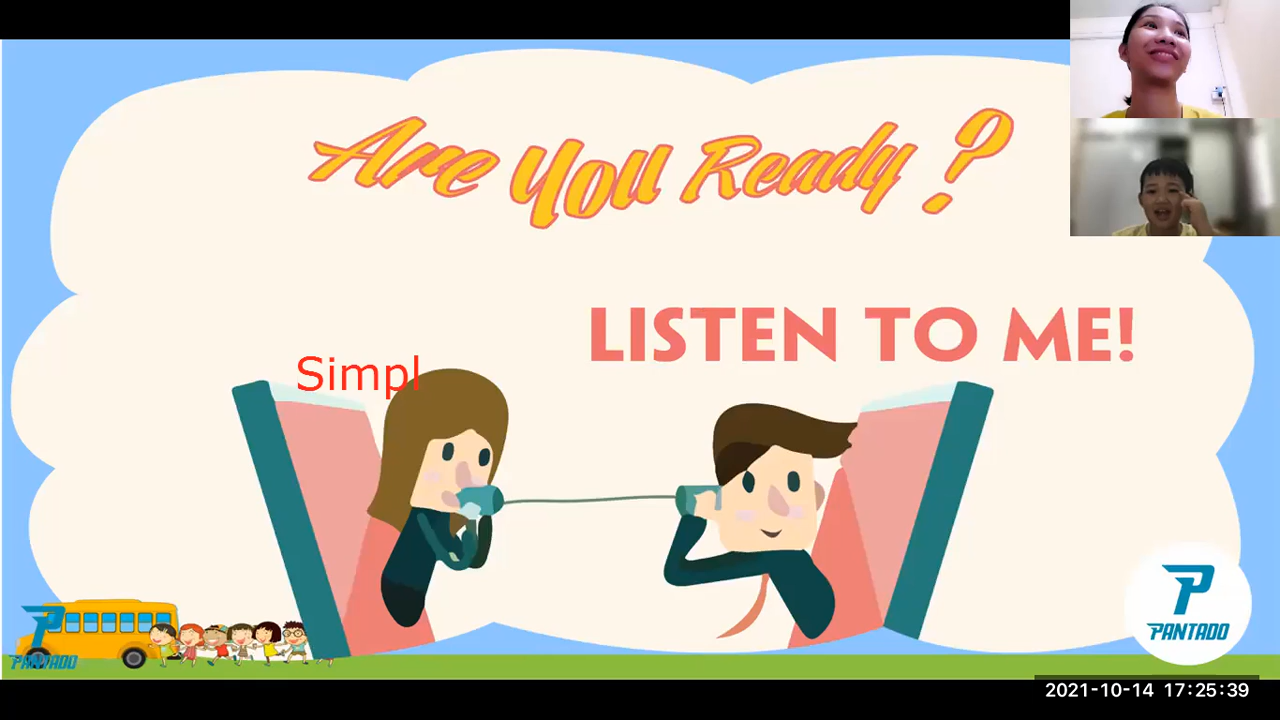 Are You Ready ?
LISTEN TO ME!
Simpl
PANTADO
PANTADO
2021-10-14 17:25:39